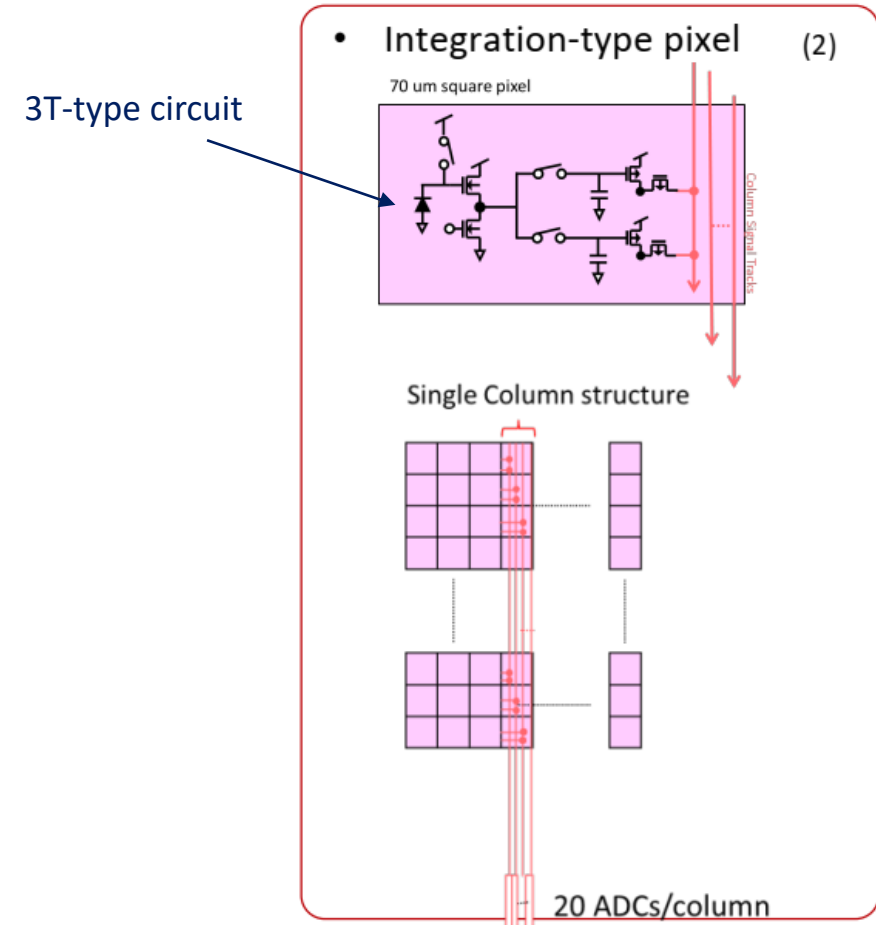 • Integration-type pixel (2)
70 um square pixel
3T-type circuit
Column Signal Tracks
Single Column structure
20 ADCs/column